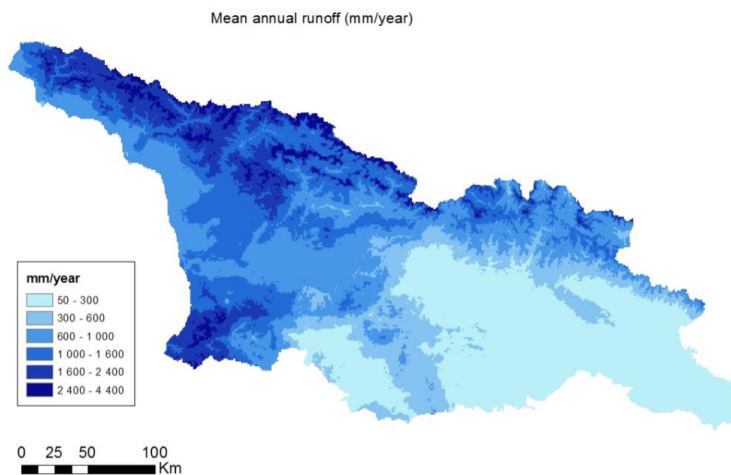 Mean annual runoff (mm/year)
mm/year
50 - 300
300 - 600
600 - 1 000
1 000 - 1 600
1 600 - 2 400
2 400 - 4 400
0 25 50 100
Km